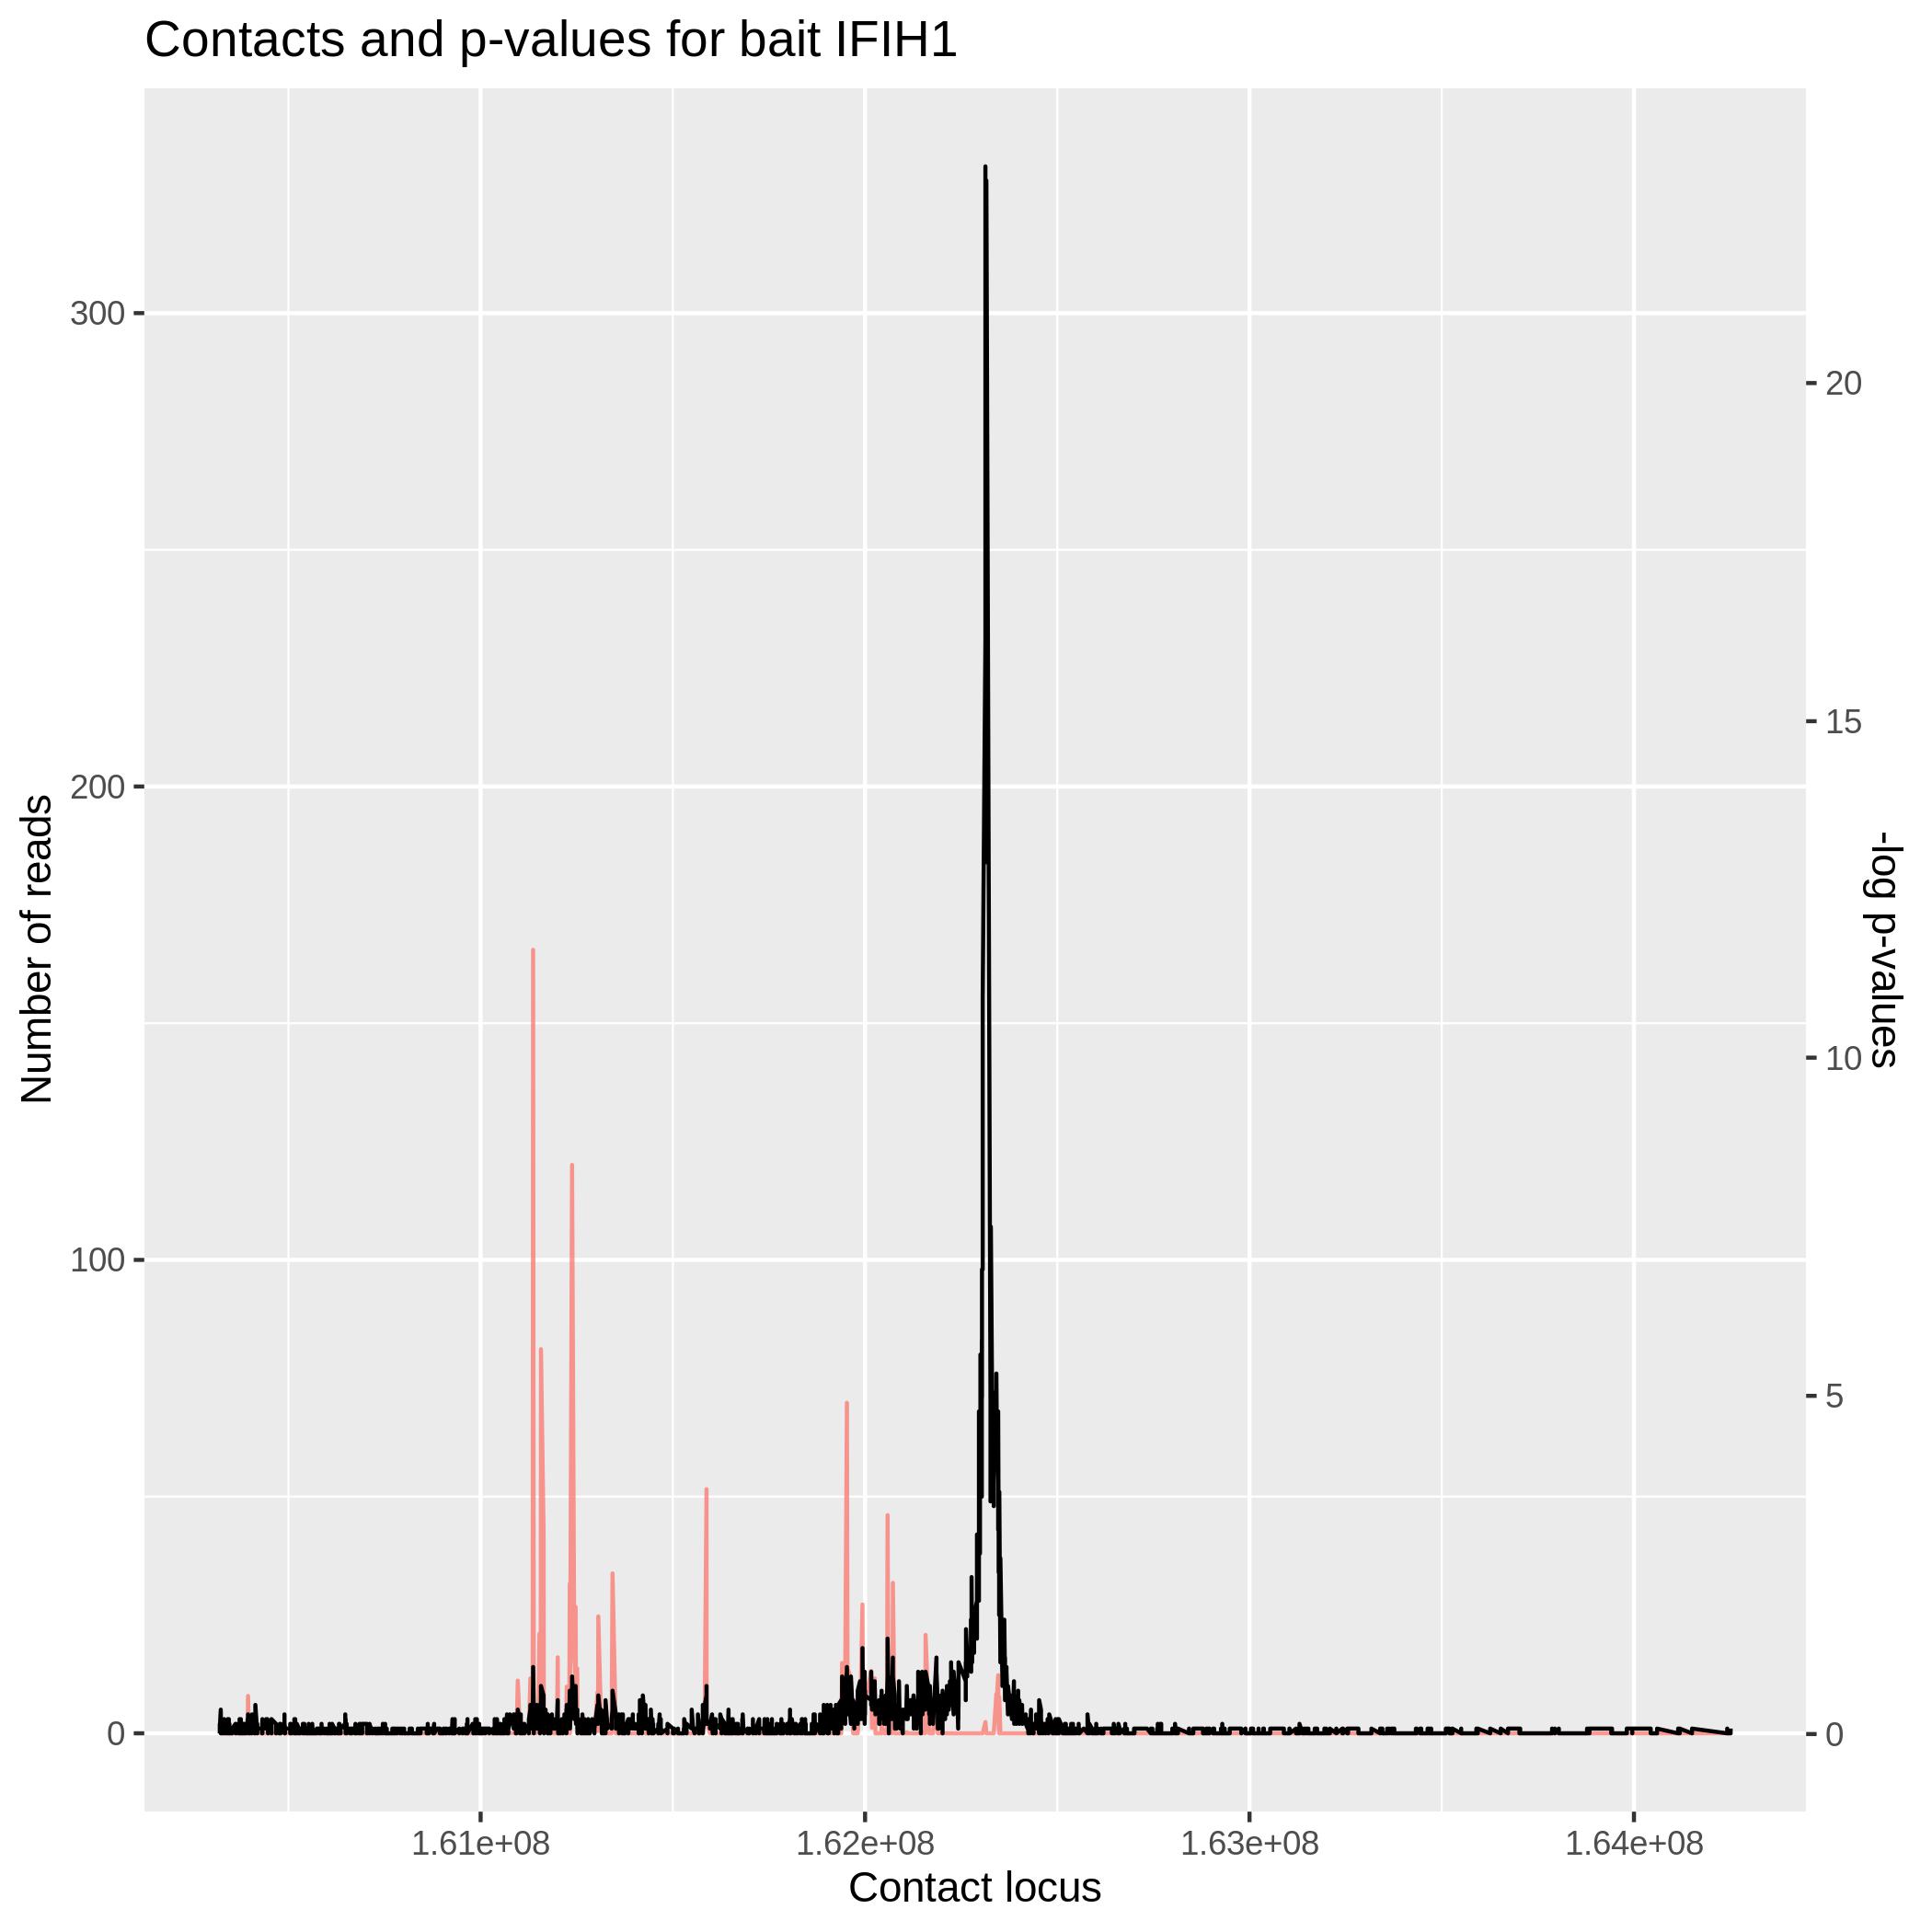 Contacts and p-values for bait IFIH1
Number of reads
300
200
100
0
20
15
10
5
0
-log p-values
1.61e+08 1.62e+08 1.63e+08 1.64e+08
Contact locus